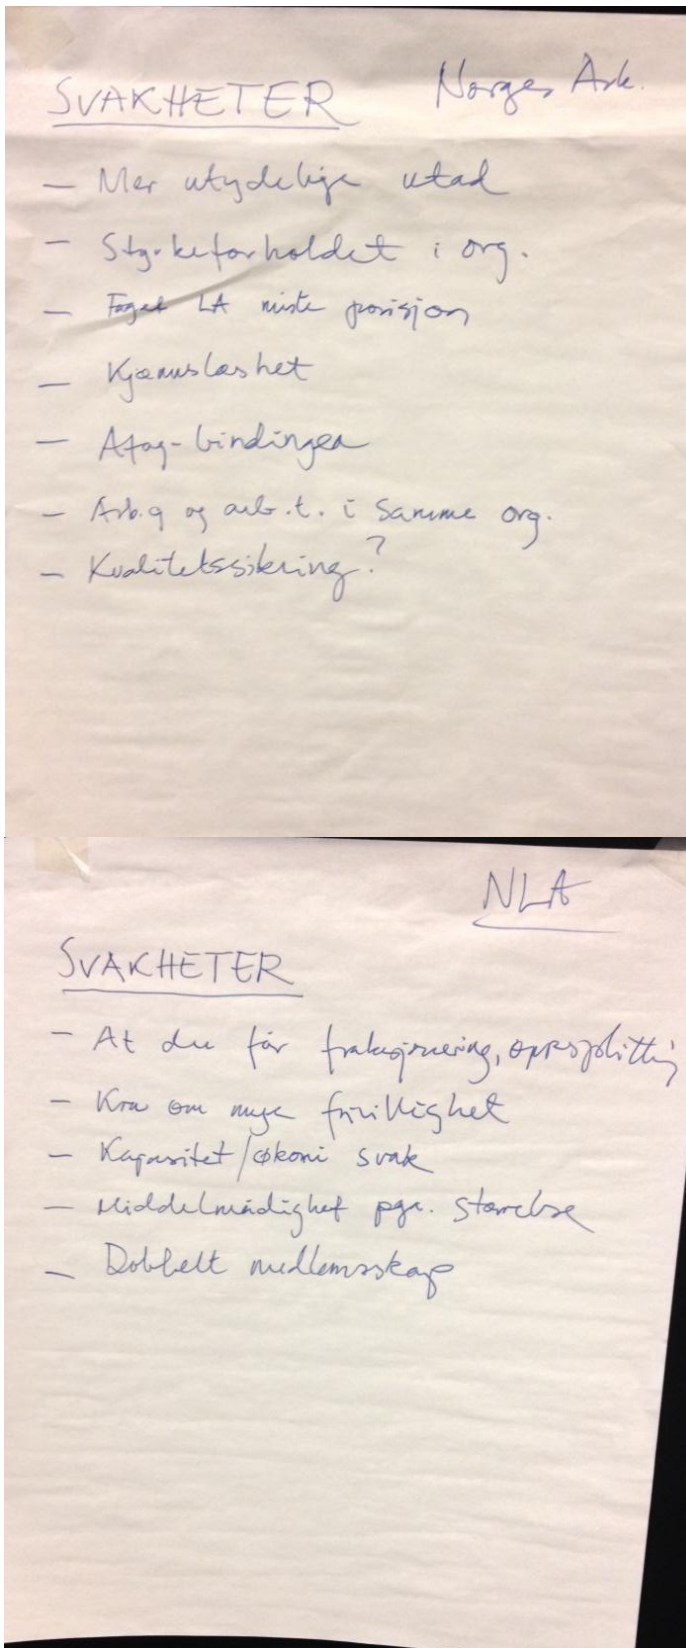 SVAKHETER Norges Ark.
- Mer utydelige utad
- Styrkeforholdet i org.
- Faget LA miste posisjon
- Kjønnsløshet
- Afag-bindingen
- Arb.g og arb.t. i samme org.
- Kvalitetssikring?
NLA
SVAKHETER
- At du får fraksjonering, oppsplitting
- Krav om mye frivillighet
- Kapasitet/økonomi svak
- Middelmådighet pga. størrelse
- Dobbelt medlemsskap